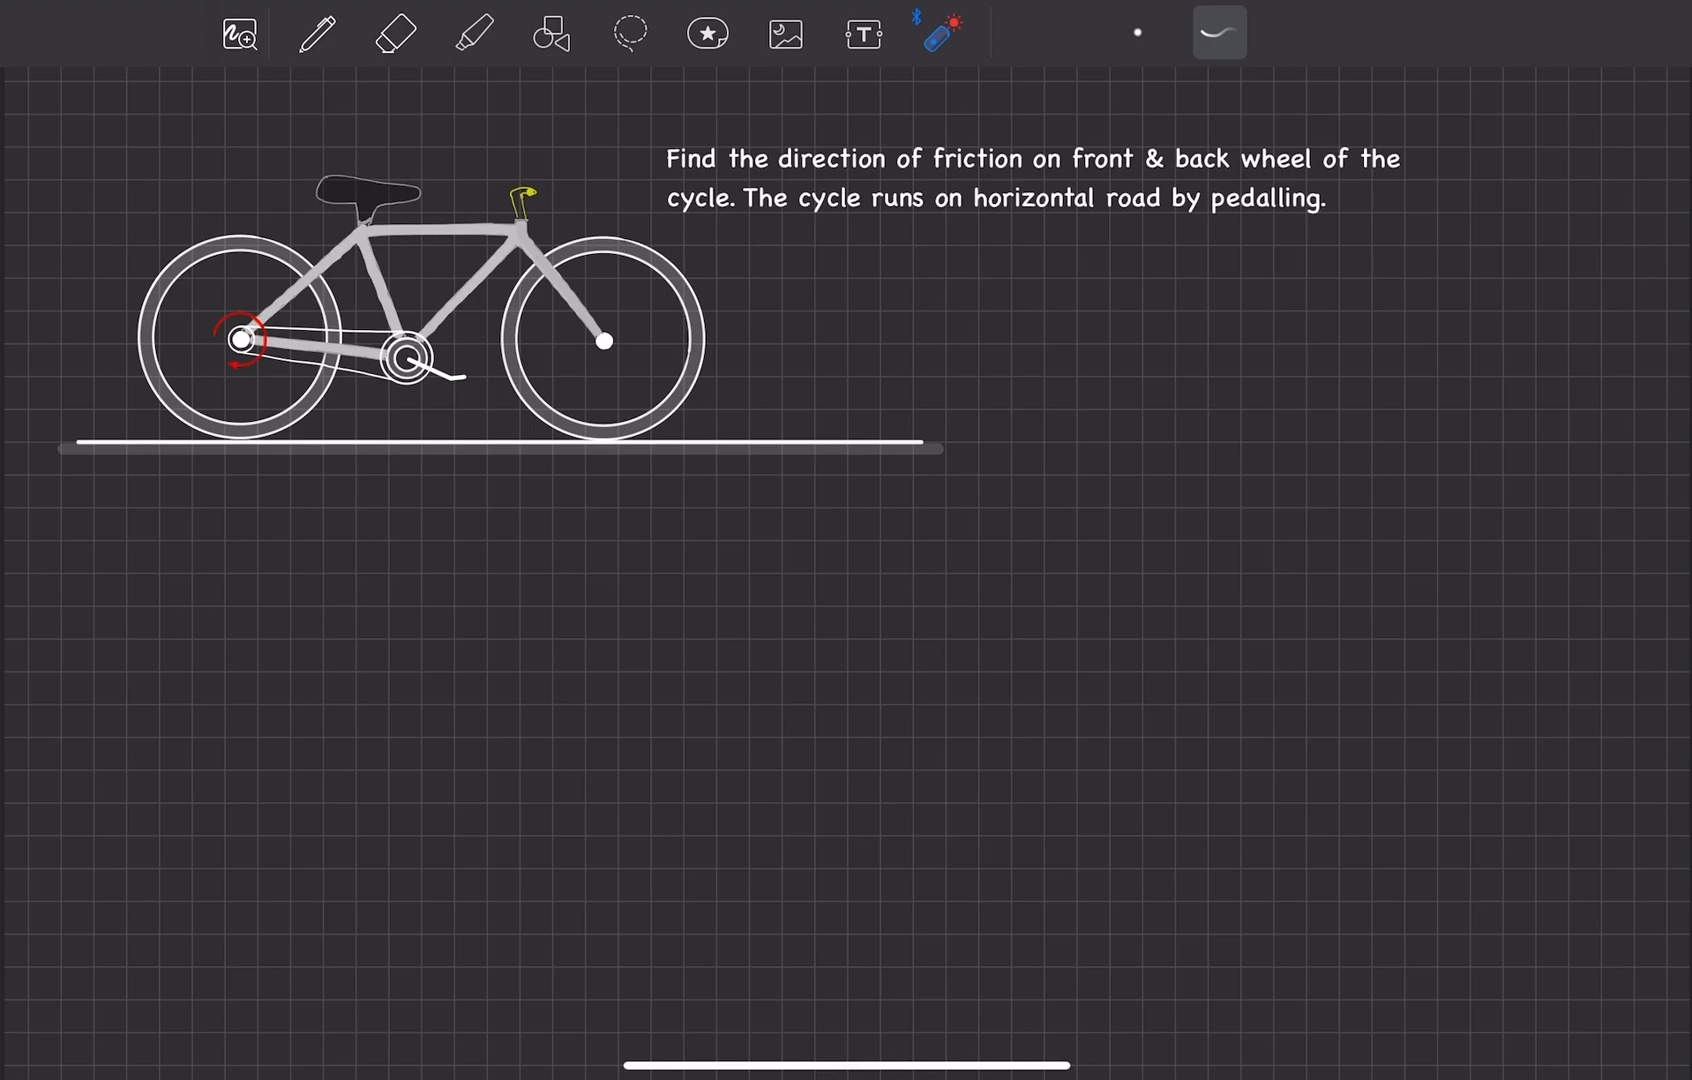 Find the direction of friction on front & back wheel of the
cycle. The cycle runs on horizontal road by pedalling.